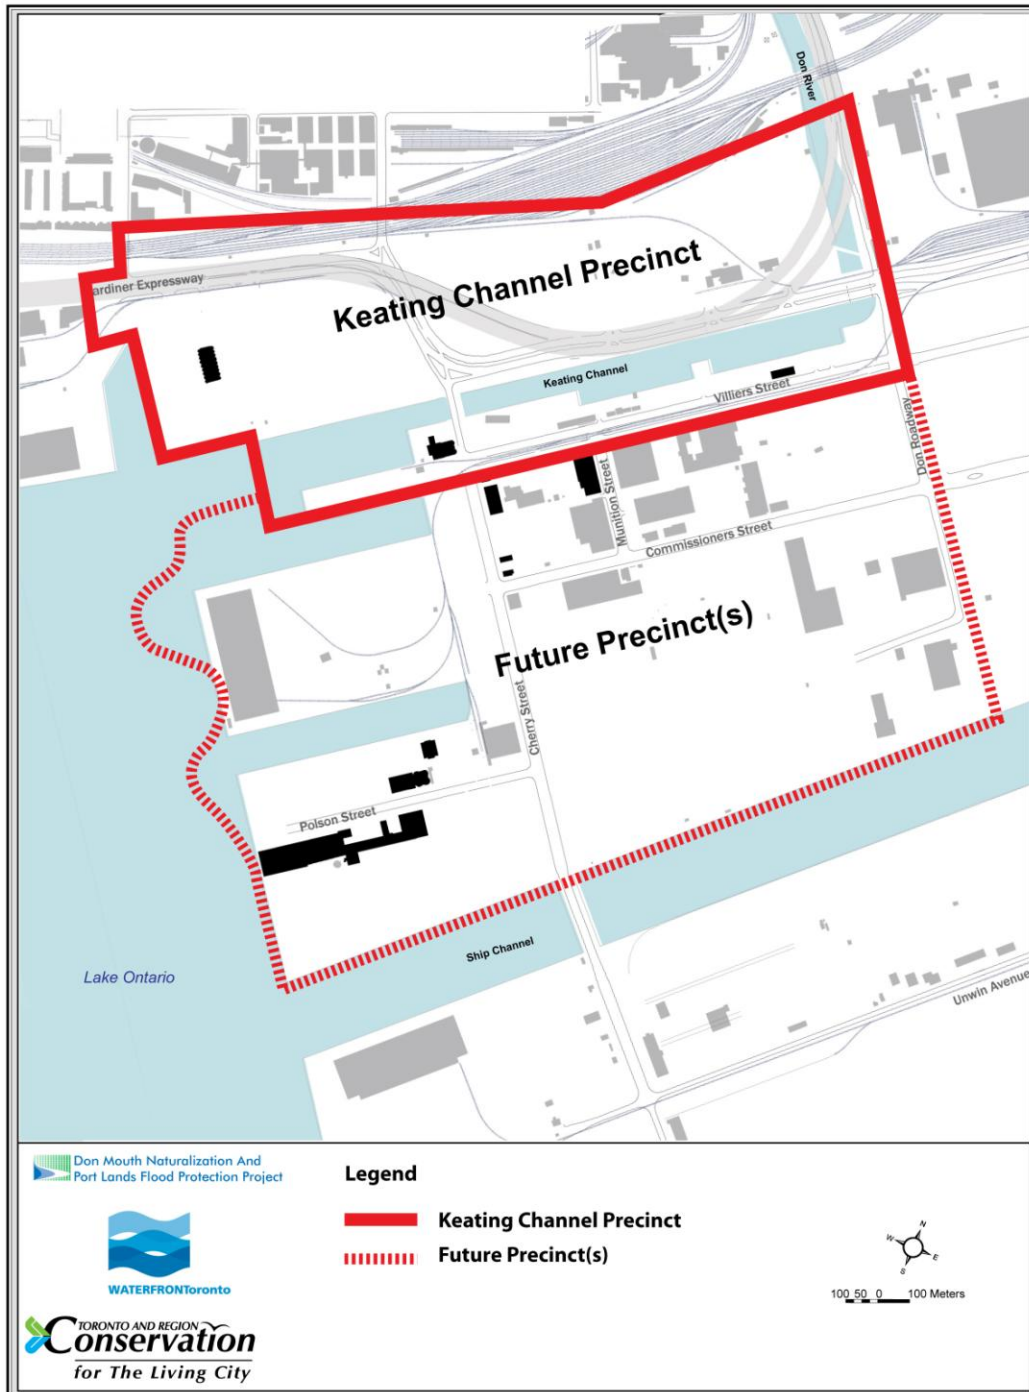 Don River
Gardiner Expressway
Keating Channel Precinct
Keating Channel
Villiers Street
Don Roadway
Munition Street
Commissioners Street
Future Precinct(s)
Cherry Street
Polson Street
Ship Channel
Lake Ontario
Unwin Avenue
Don Mouth Naturalization And
Port Lands Flood Protection Project
WATERFRONToronto
TORONTO AND REGION
Conservation
for The Living City
Legend
Keating Channel Precinct
Future Precinct(s)
N
W
E
S
100 50 0 100 Meters